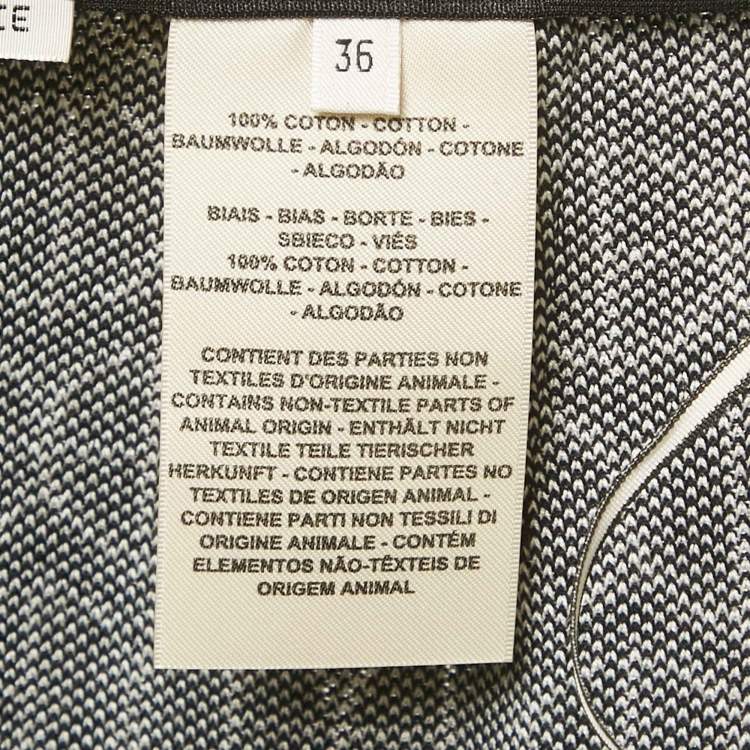 CE
36
100% COTON - COTTON -
BAUMWOLLE - ALGODÓN - COTONE
- ALGODÃO
BIAIS - BIAS - BORTE - BIES -
SBIECO - VIÉS
100% COTON - COTTON -
BAUMWOLLE - ALGODÓN - COTONE
- ALGODÃO
CONTIENT DES PARTIES NON
TEXTILES D'ORIGINE ANIMALE -
CONTAINS NON-TEXTILE PARTS OF
ANIMAL ORIGIN - ENTHÄLT NICHT
TEXTILE TEILE TIERISCHER
HERKUNFT - CONTIENE PARTES NO
TEXTILES DE ORIGEN ANIMAL -
CONTIENE PARTI NON TESSILI DI
ORIGINE ANIMALE - CONTÉM
ELEMENTOS NÃO-TÊXTEIS DE
ORIGEM ANIMAL